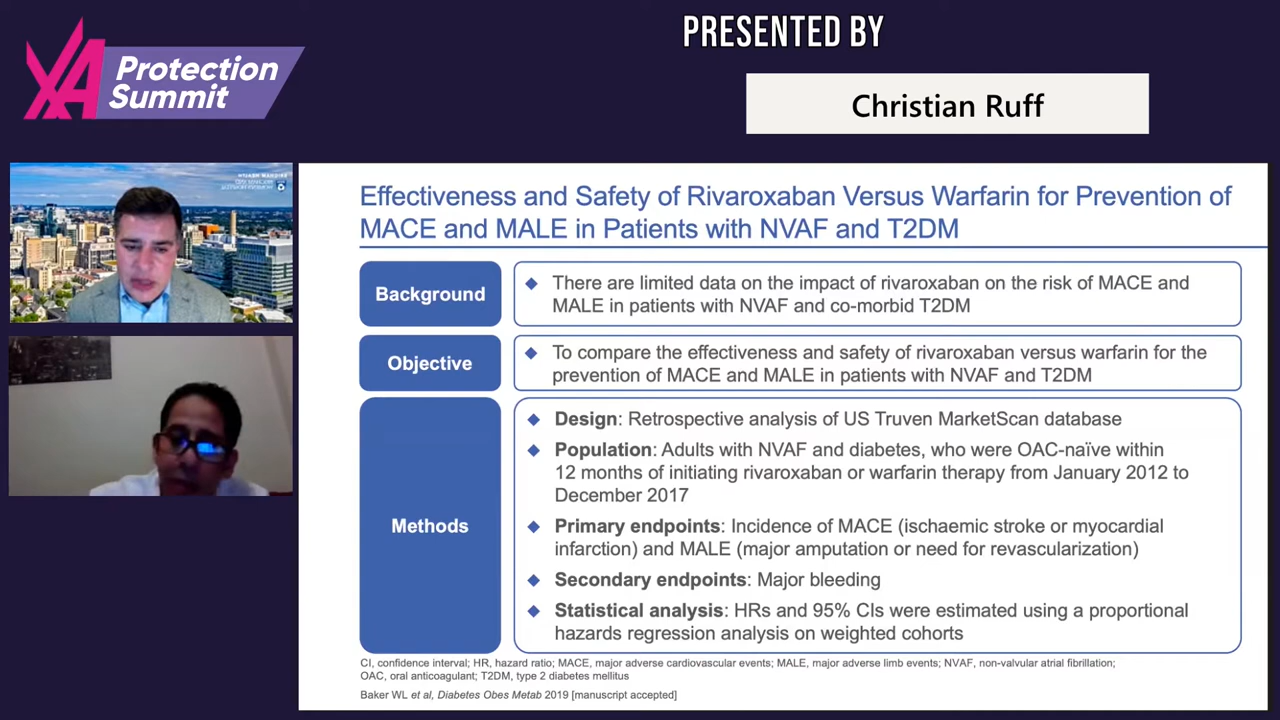 PRESENTED BY
XA Protection
Summit
Christian Ruff
Effectiveness and Safety of Rivaroxaban Versus Warfarin for Prevention of
MACE and MALE in Patients with NVAF and T2DM
Background
◆ There are limited data on the impact of rivaroxaban on the risk of MACE and
MALE in patients with NVAF and co-morbid T2DM
Objective
◆ To compare the effectiveness and safety of rivaroxaban versus warfarin for the
prevention of MACE and MALE in patients with NVAF and T2DM
Methods
◆ Design: Retrospective analysis of US Truven MarketScan database
◆ Population: Adults with NVAF and diabetes, who were OAC-naïve within
12 months of initiating rivaroxaban or warfarin therapy from January 2012 to
December 2017
◆ Primary endpoints: Incidence of MACE (ischaemic stroke or myocardial
infarction) and MALE (major amputation or need for revascularization)
◆ Secondary endpoints: Major bleeding
◆ Statistical analysis: HRs and 95% CIs were estimated using a proportional
hazards regression analysis on weighted cohorts
CI, confidence interval; HR, hazard ratio; MACE, major adverse cardiovascular events; MALE, major adverse limb events; NVAF, non-valvular atrial fibrillation;
OAC, oral anticoagulant; T2DM, type 2 diabetes mellitus
Baker WL et al, Diabetes Obes Metab 2019 [manuscript accepted]